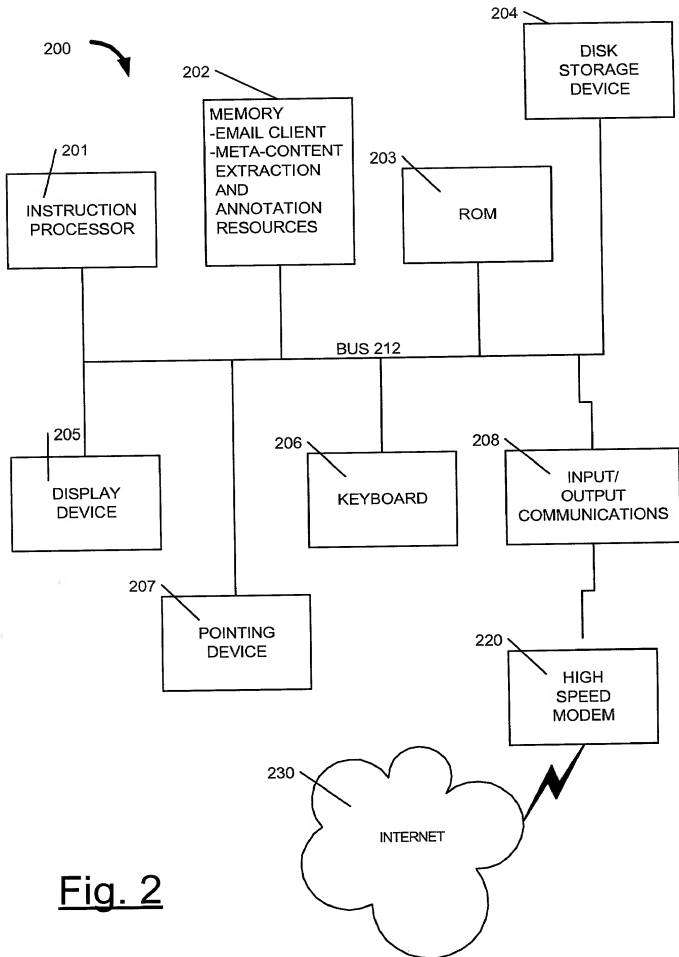 200
202
204
DISK
STORAGE
DEVICE
201
INSTRUCTION
PROCESSOR
MEMORY
-EMAIL CLIENT
-META-CONTENT
EXTRACTION
AND
ANNOTATION
RESOURCES
203
ROM
BUS 212
205
DISPLAY
DEVICE
206
KEYBOARD
208
INPUT/
OUTPUT
COMMUNICATIONS
207
POINTING
DEVICE
220
HIGH
SPEED
MODEM
230
INTERNET
Fig. 2